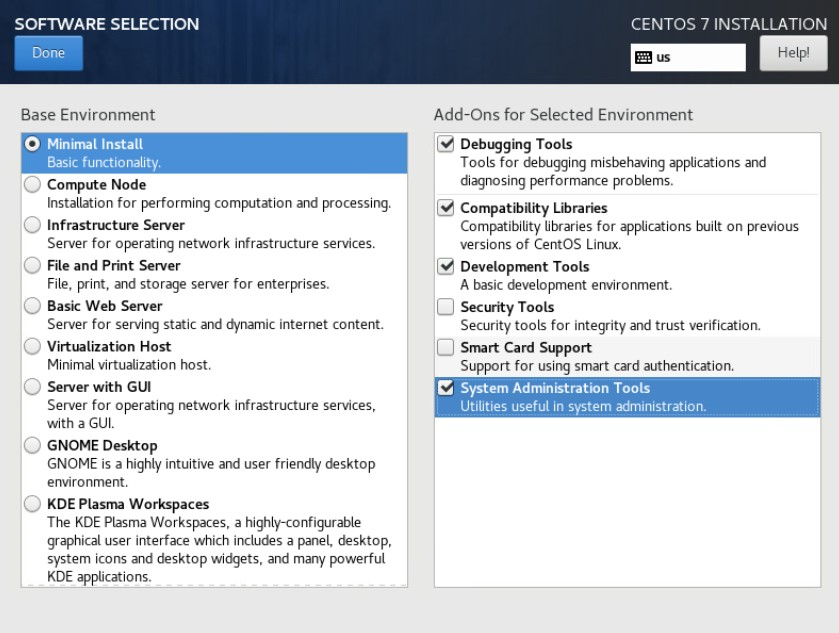 SOFTWARE SELECTION
CENTOS 7 INSTALLATION
Done
us
Help!
Base Environment
Minimal Install
Basic functionality.
Compute Node
Installation for performing computation and processing.
Infrastructure Server
Server for operating network infrastructure services.
File and Print Server
File, print, and storage server for enterprises.
Basic Web Server
Server for serving static and dynamic internet content.
Virtualization Host
Minimal virtualization host.
Server with GUI
Server for operating network infrastructure services,
with a GUI.
GNOME Desktop
GNOME is a highly intuitive and user friendly desktop
environment.
KDE Plasma Workspaces
The KDE Plasma Workspaces, a highly-configurable
graphical user interface which includes a panel, desktop,
system icons and desktop widgets, and many powerful
KDE applications.
Add-Ons for Selected Environment
Debugging Tools
Tools for debugging misbehaving applications and
diagnosing performance problems.
Compatibility Libraries
Compatibility libraries for applications built on previous
versions of CentOS Linux.
Development Tools
A basic development environment.
Security Tools
Security tools for integrity and trust verification.
Smart Card Support
Support for using smart card authentication.
System Administration Tools
Utilities useful in system administration.